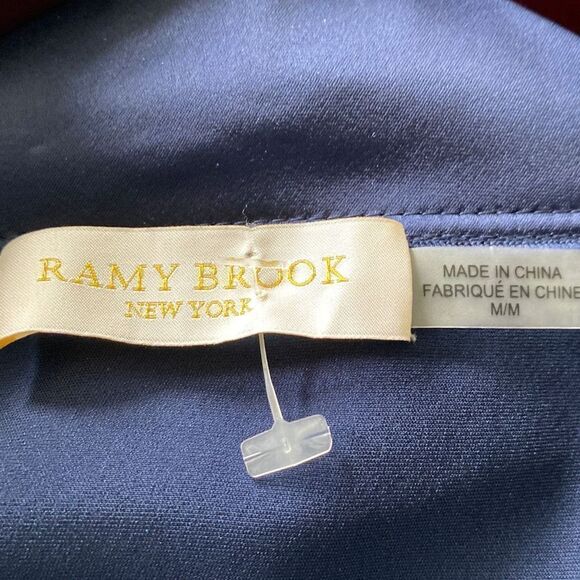 RAMY BROOK
NEW YORK
MADE IN CHINA
FABRIQUÉ EN CHINE
M/M